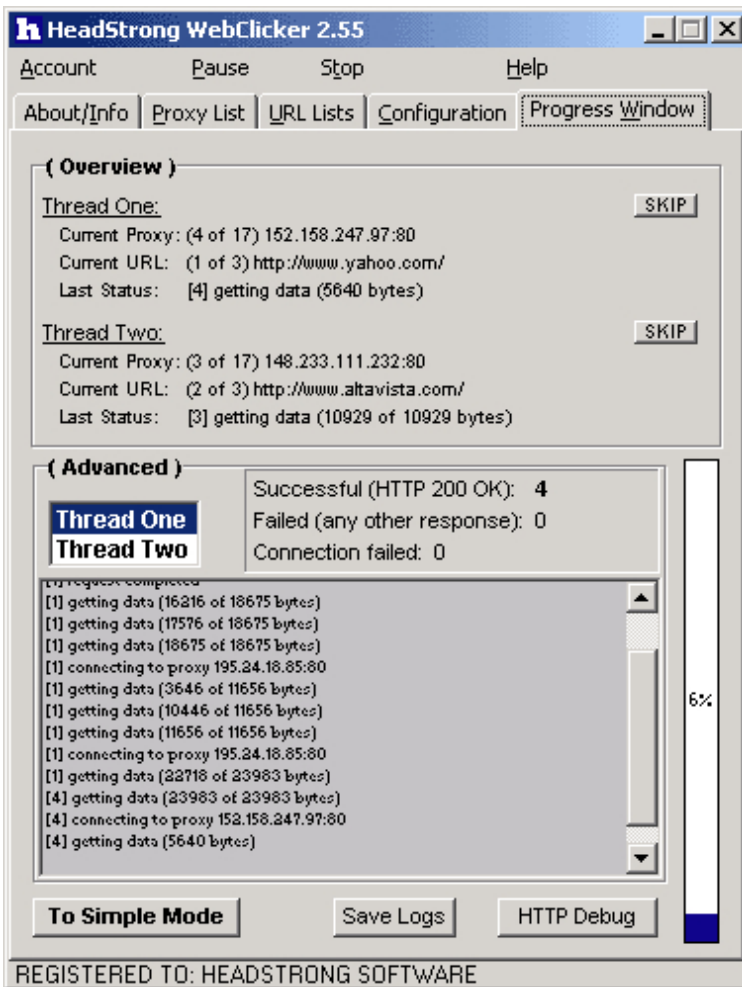 h HeadStrong WebClicker 2.55
Account Pause Stop Help
About/Info Proxy List URL Lists Configuration Progress Window
( Overview )
Thread One: SKIP
Current Proxy: (4 of 17) 152.158.247.97:80
Current URL: (1 of 3) http://www.yahoo.com/
Last Status: [4] getting data (5640 bytes)
Thread Two: SKIP
Current Proxy: (3 of 17) 148.233.111.232:80
Current URL: (2 of 3) http://www.altavista.com/
Last Status: [3] getting data (10929 of 10929 bytes)
( Advanced )
Thread One
Thread Two
Successful (HTTP 200 OK): 4
Failed (any other response): 0
Connection failed: 0
[1] request completed
[1] getting data (16216 of 18675 bytes)
[1] getting data (17576 of 18675 bytes)
[1] getting data (18675 of 18675 bytes)
[1] connecting to proxy 195.24.18.85:80
[1] getting data (3646 of 11656 bytes)
[1] getting data (10446 of 11656 bytes)
[1] getting data (11656 of 11656 bytes)
[1] connecting to proxy 195.24.18.85:80
[1] getting data (22718 of 23983 bytes)
[4] getting data (23983 of 23983 bytes)
[4] connecting to proxy 152.158.247.97:80
[4] getting data (5640 bytes)
6%
To Simple Mode Save Logs HTTP Debug
REGISTERED TO: HEADSTRONG SOFTWARE